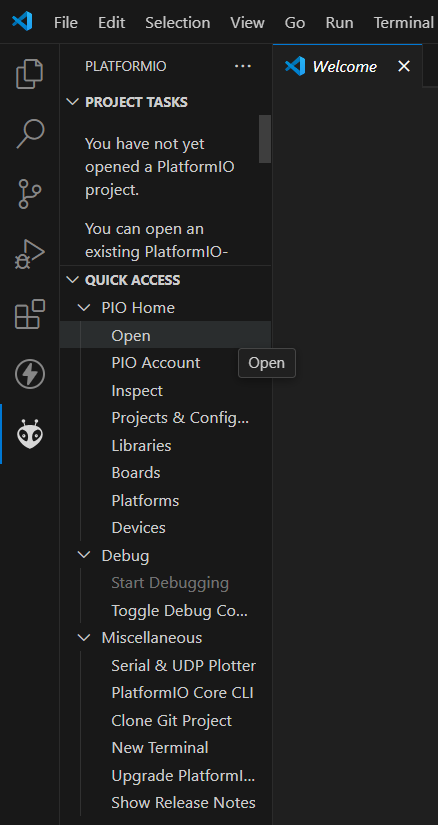 File Edit Selection View Go Run Terminal
PLATFORMIO ...
Welcome
PROJECT TASKS
You have not yet
opened a PlatformIO
project.
You can open an
existing PlatformIO-
QUICK ACCESS
PIO Home
Open
PIO Account
Open
Inspect
Projects & Config...
Libraries
Boards
Platforms
Devices
Debug
Start Debugging
Toggle Debug Co...
Miscellaneous
Serial & UDP Plotter
PlatformIO Core CLI
Clone Git Project
New Terminal
Upgrade PlatformI...
Show Release Notes